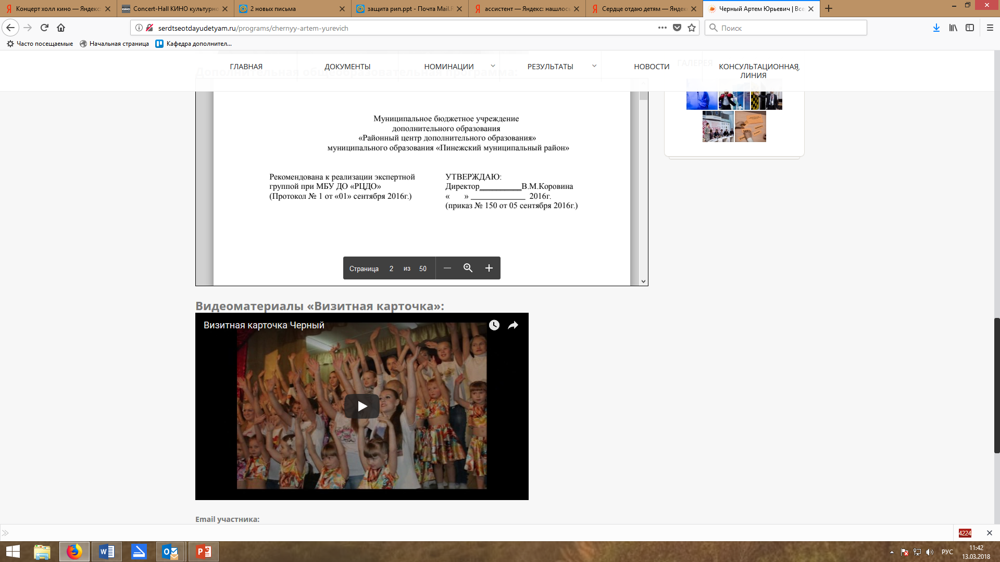 Концерт холл кино — Яндекс:
Concert-Hall КИНО культурно
2 новых письма
защита рип.ppt - Почта Mail.R
ассистент — Яндекс: нашлось
Сердце отдаю детям — Яндекс
Черный Артем Юрьевич | Все
serdtseotdayudetyam.ru/programs/chernyy-artem-yurevich
Поиск
Часто посещаемые
Начальная страница
Кафедра дополнител...
ГЛАВНАЯ
ДОКУМЕНТЫ
НОМИНАЦИИ
РЕЗУЛЬТАТЫ
НОВОСТИ
КОНСУЛЬТАЦИОННАЯ
ЛИНИЯ
Дополнительная общеобразовательная программа:
ГАЛЕРЕЯ
Муниципальное бюджетное учреждение
дополнительного образования
«Районный центр дополнительного образования»
муниципального образования «Пинежский муниципальный район»
Рекомендована к реализации экспертной
группой при МБУ ДО «РЦДО»
(Протокол № 1 от «01» сентября 2016г.)
УТВЕРЖДАЮ:
Директор__________В.М.Коровина
« » _____________ 2016г.
(приказ № 150 от 05 сентября 2016г.)
Страница 2 из 50
Видеоматериалы «Визитная карточка»:
Визитная карточка Черный
Email участника:
4224
РУС
11:42
13.03.2018